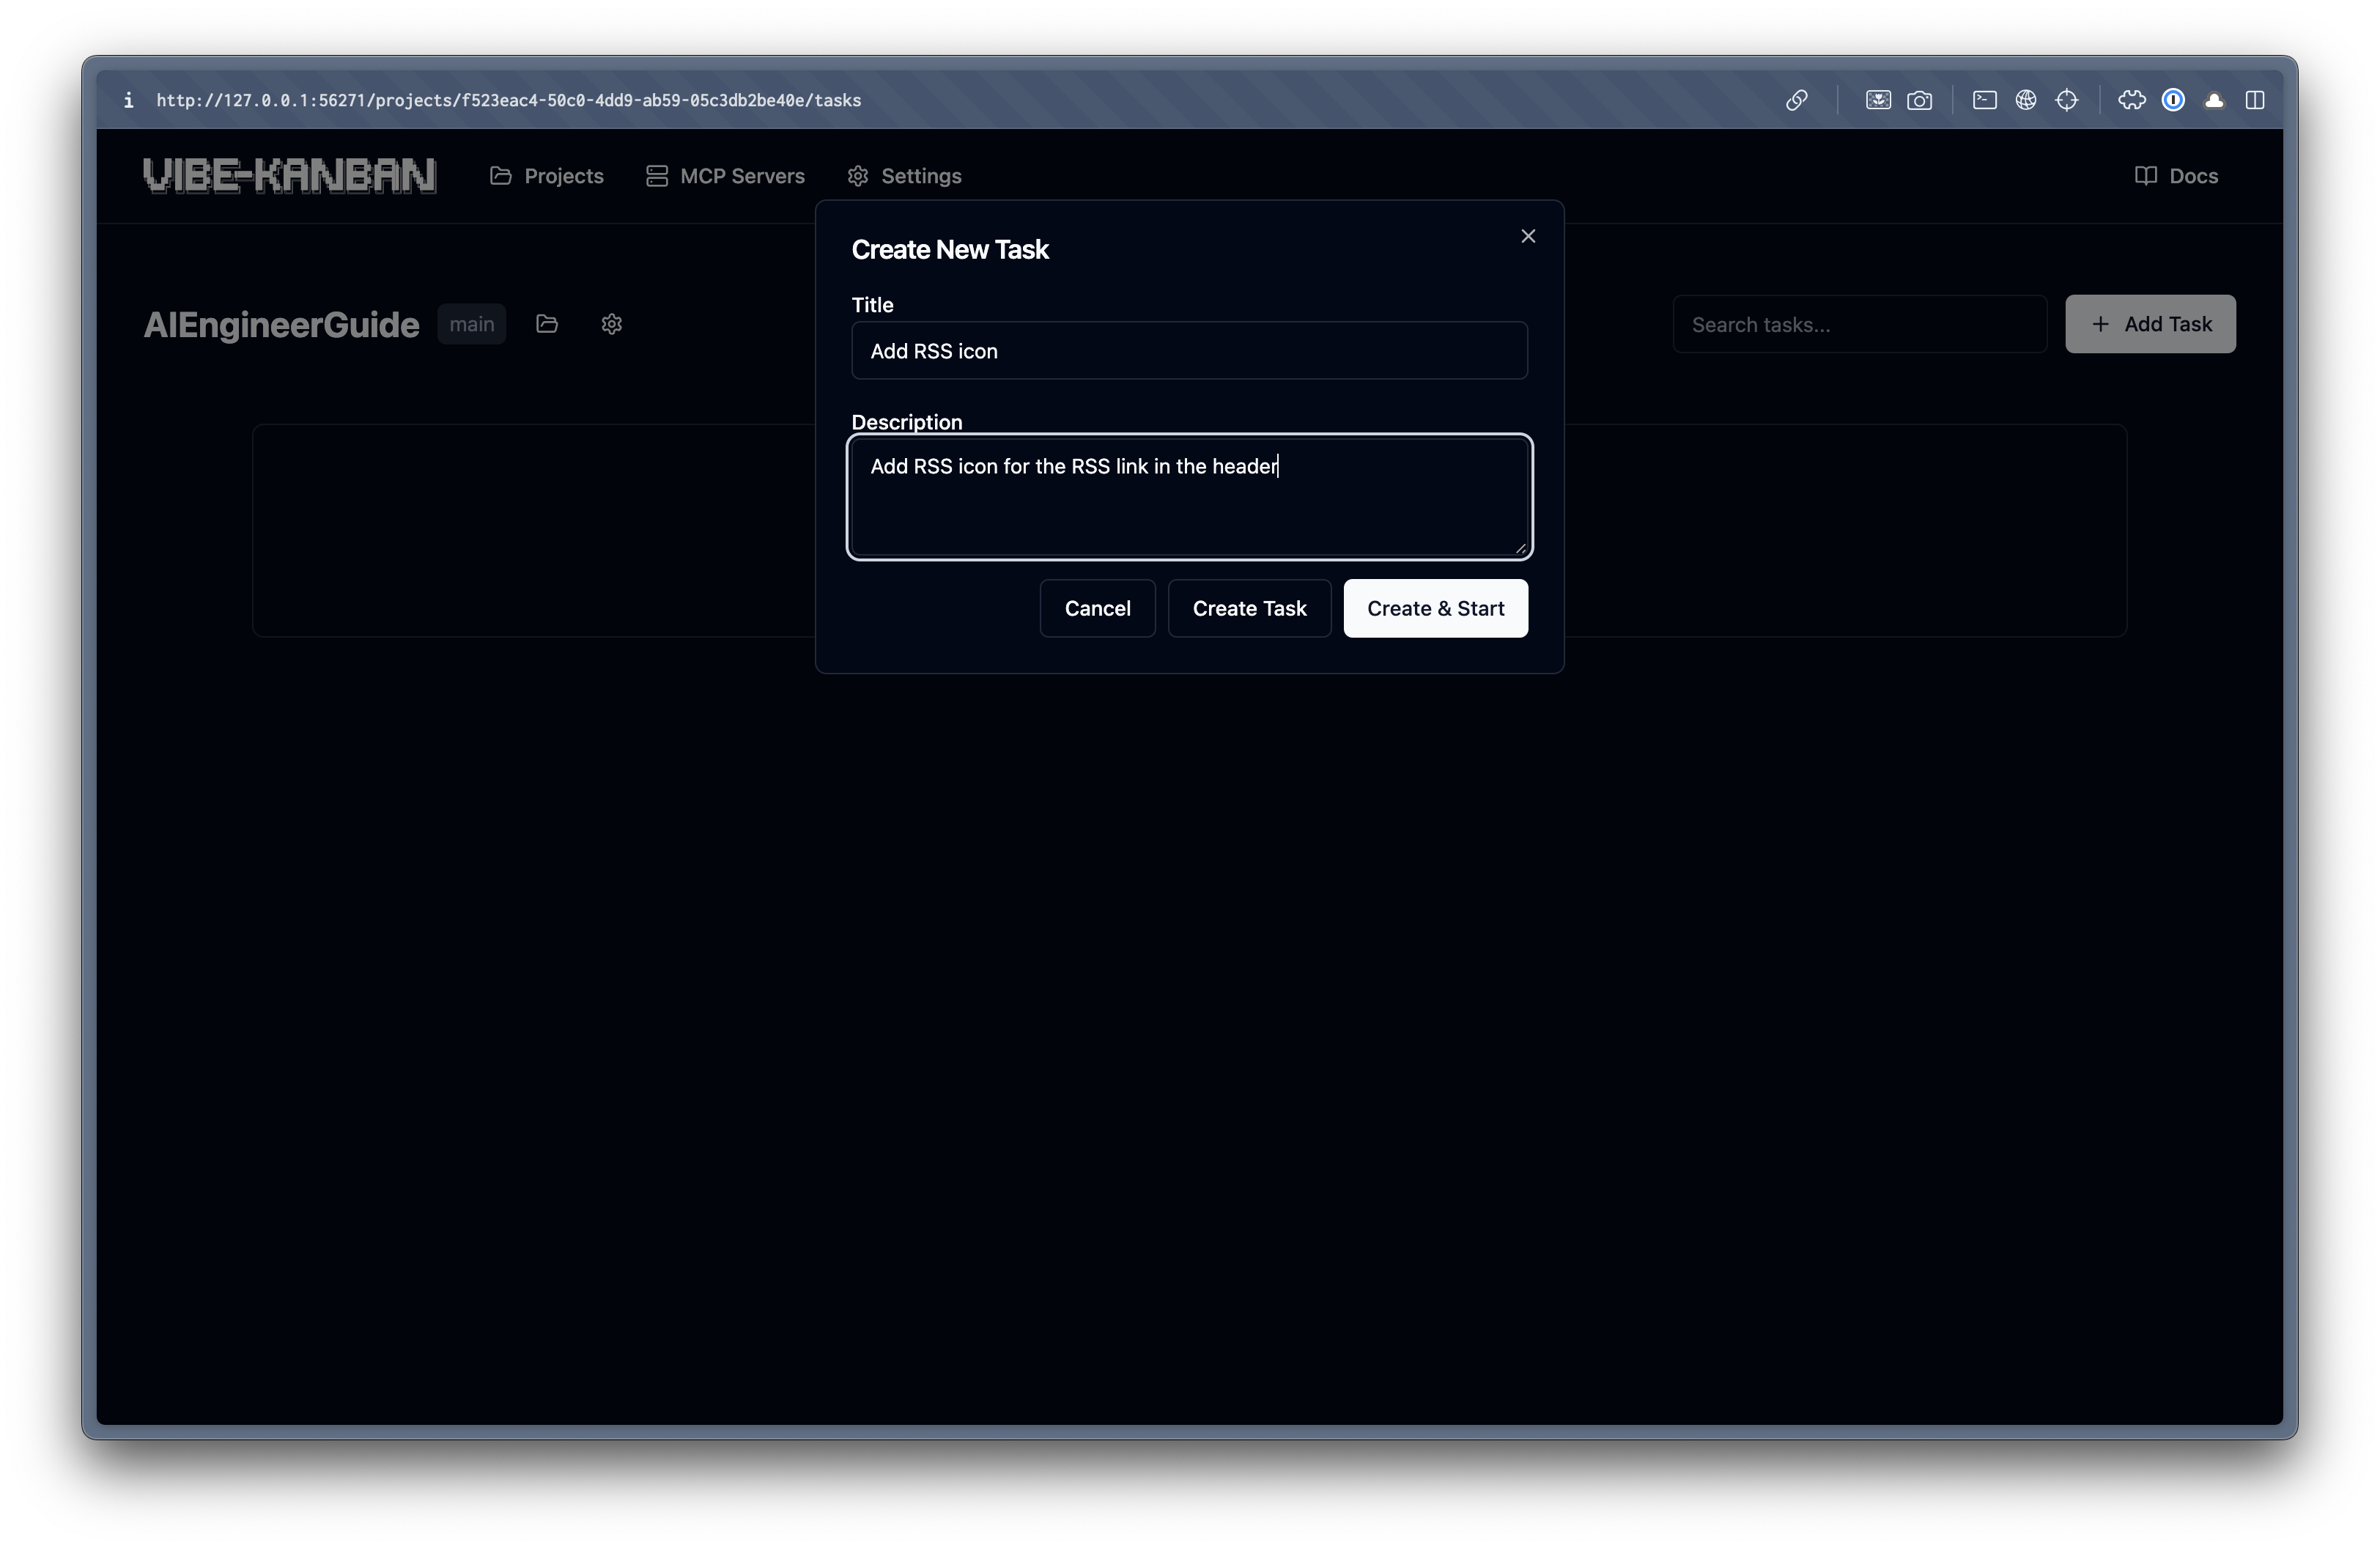 i http://127.0.0.1:56271/projects/f523eac4-50c0-4dd9-ab59-05c3db2be40e/tasks
VIBE-KANBAN Projects MCP Servers Settings Docs
Create New Task
Title
Add RSS icon
AIEngineerGuide main Search tasks... + Add Task
Description
Add RSS icon for the RSS link in the header
Cancel Create Task Create & Start